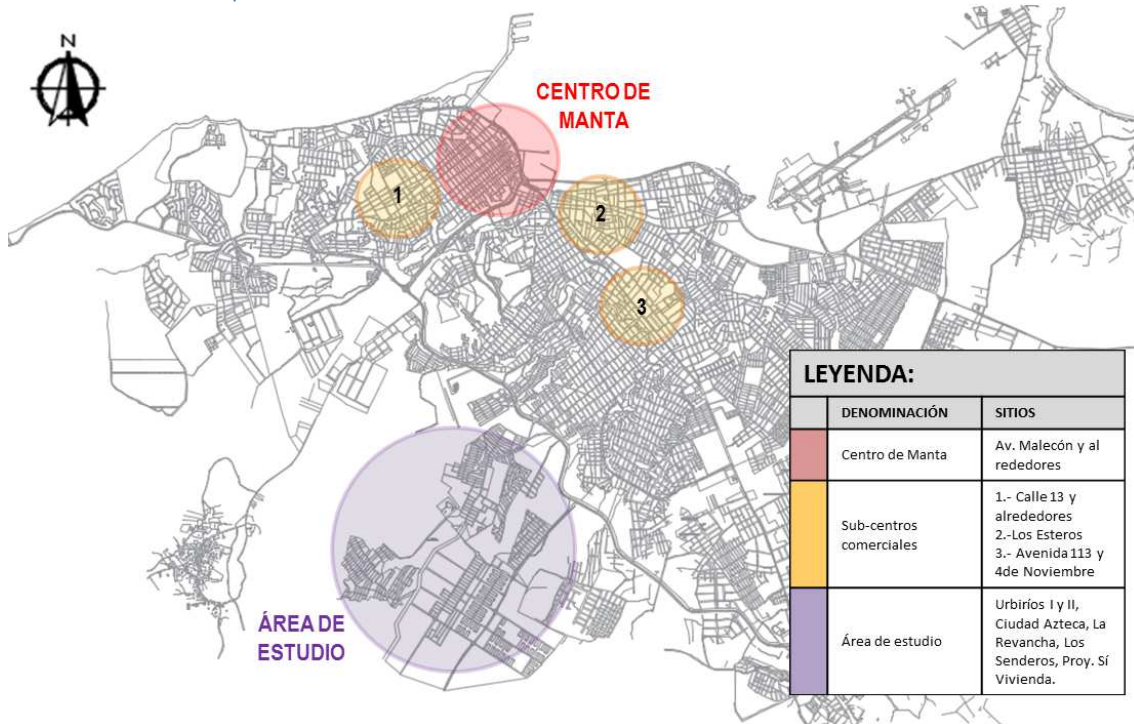 N
CENTRO DE
MANTA
1
2
3
ÁREA DE
ESTUDIO
LEYENDA:
DENOMINACIÓN SITIOS
Centro de Manta
Av. Malecón y al
rededores
Sub-centros
comerciales
1.- Calle 13 y
alrededores
2.-Los Esteros
3.- Avenida 113 y
4de Noviembre
Área de estudio
Urbiríos I y II,
Ciudad Azteca, La
Revancha, Los
Senderos, Proy. Sí
Vivienda.